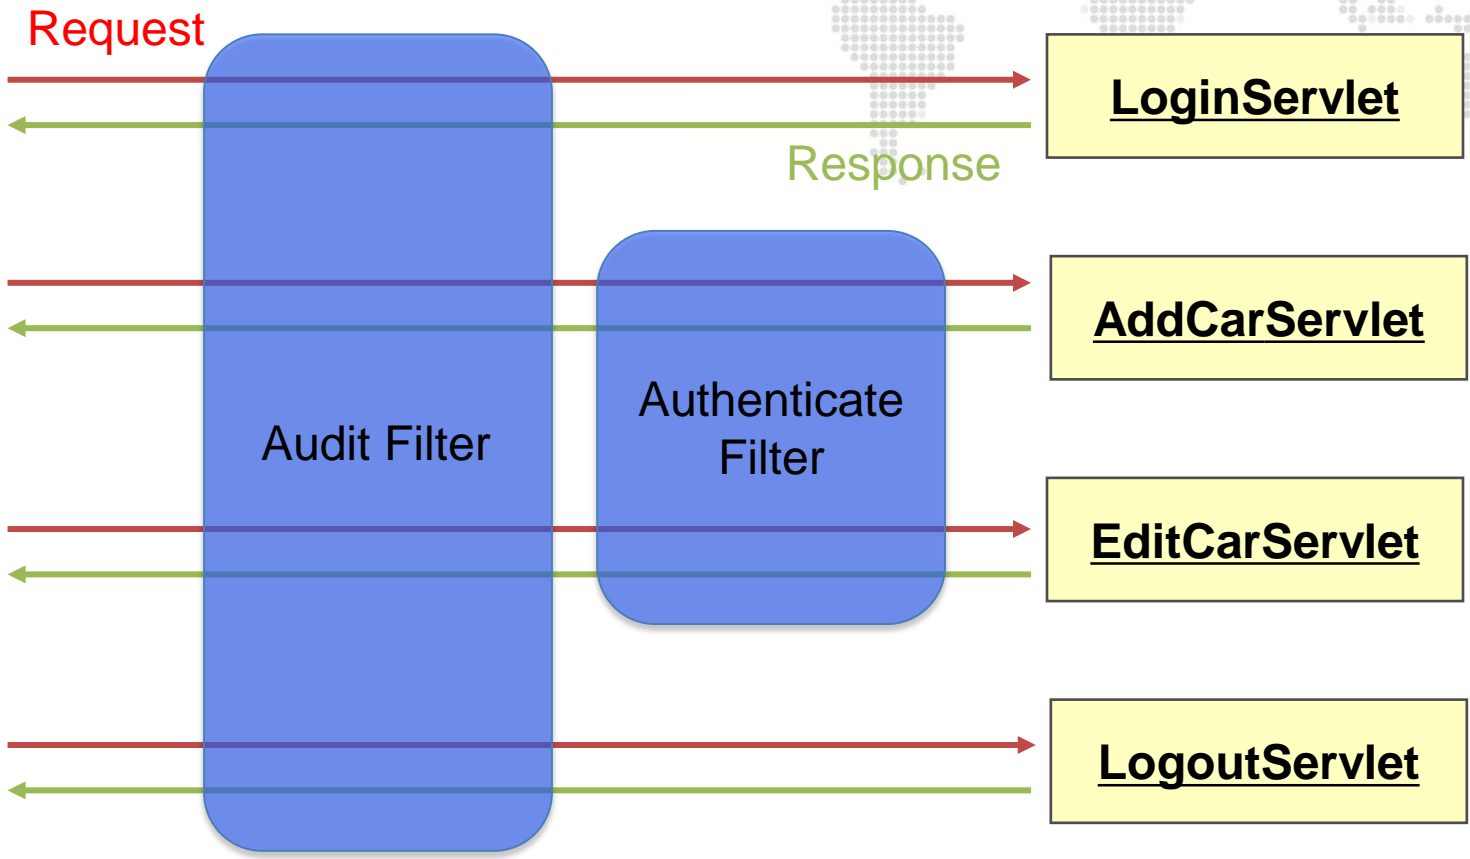 Request
LoginServlet
Response
AddCarServlet
Authenticate
Filter
Audit Filter
EditCarServlet
LogoutServlet